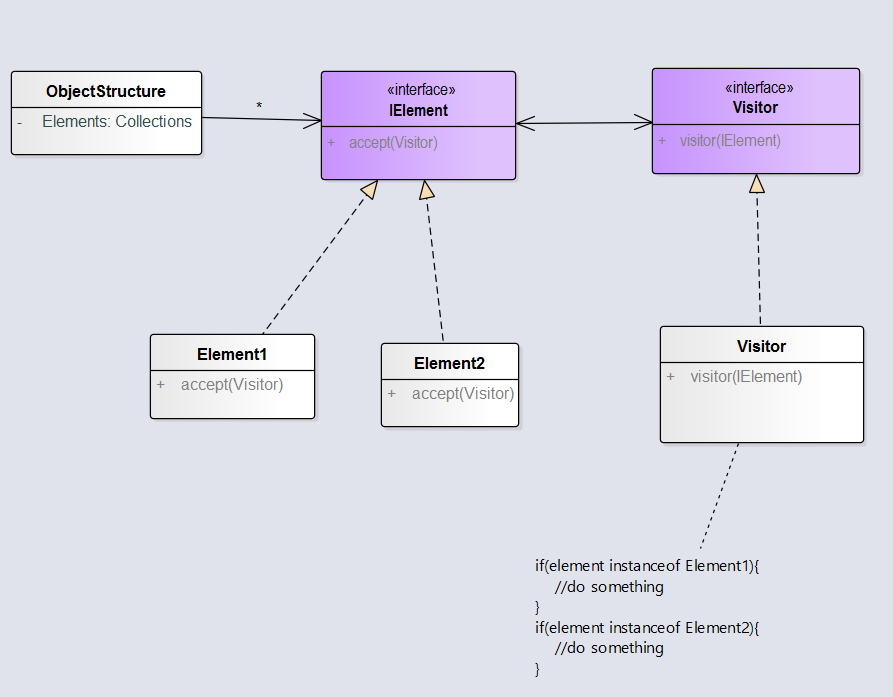 ObjectStructure
- Elements: Collections
*
«interface»
IElement
+ accept(Visitor)
«interface»
Visitor
+ visitor(IElement)
Element1
+ accept(Visitor)
Element2
+ accept(Visitor)
Visitor
+ visitor(IElement)
if(element instanceof Element1){
//do something
}
if(element instanceof Element2){
//do something
}